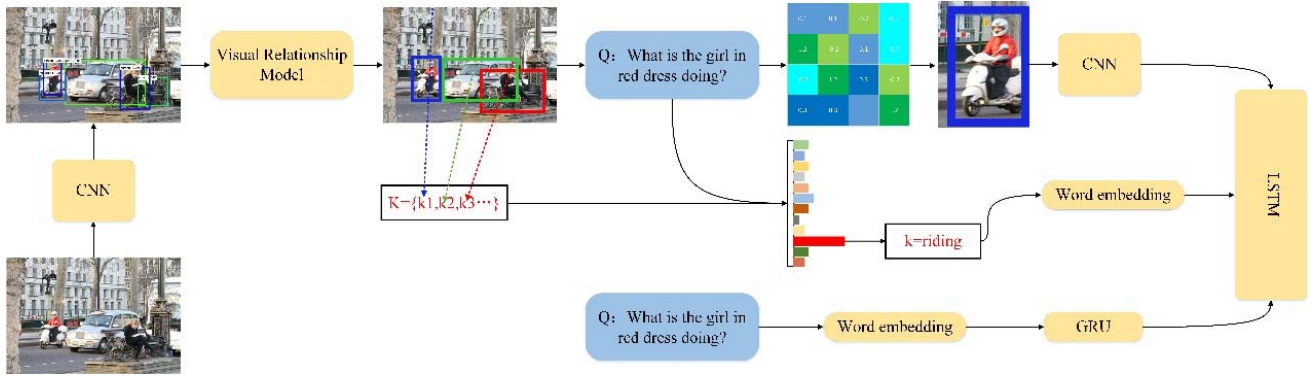 Visual Relationship
Model
Q: What is the girl in
red dress doing?
CNN
CNN
K={k1,k2,k3···}
Word embedding
k=riding
LSTM
Q: What is the girl in
red dress doing?
Word embedding
GRU